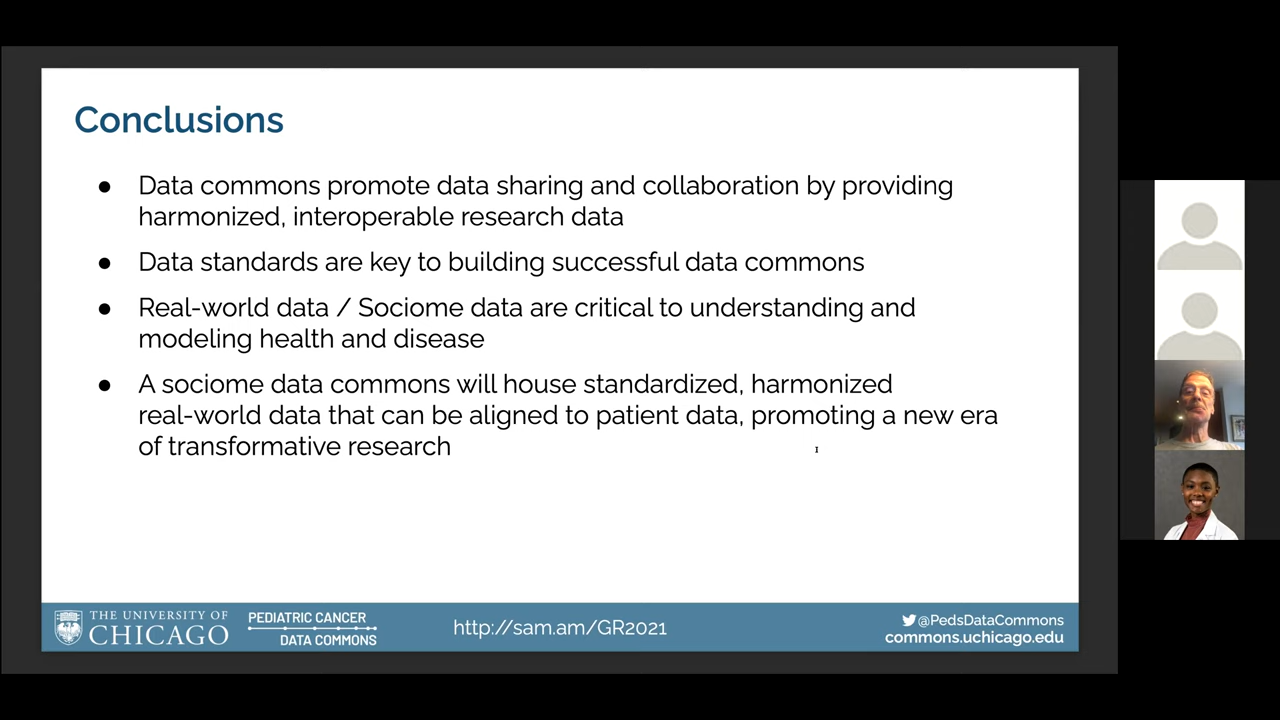 Conclusions
● Data commons promote data sharing and collaboration by providing
harmonized, interoperable research data
● Data standards are key to building successful data commons
● Real-world data / Sociome data are critical to understanding and
modeling health and disease
● A sociome data commons will house standardized, harmonized
real-world data that can be aligned to patient data, promoting a new era
of transformative research
THE UNIVERSITY OF
CHICAGO
PEDIATRIC CANCER
DATA COMMONS
http://sam.am/GR2021
@PedsDataCommons
commons.uchicago.edu